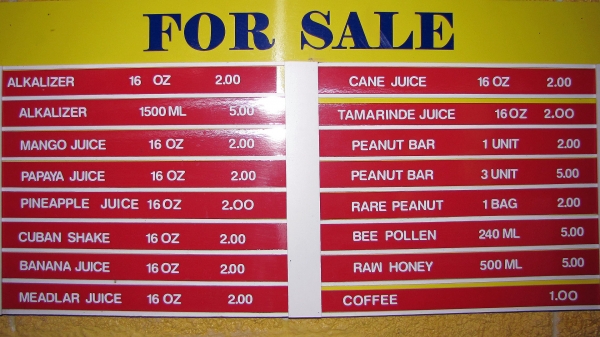 FOR SALE
ALKALIZER 16 OZ 2.00
ALKALIZER 1500 ML 5.00
MANGO JUICE 16 OZ 2.00
PAPAYA JUICE 16 OZ 2.00
PINEAPPLE JUICE 16 OZ 2.00
CUBAN SHAKE 16 OZ 2.00
BANANA JUICE 16 OZ 2.00
MEADLAR JUICE 16 OZ 2.00
CANE JUICE 16 OZ 2.00
TAMARINDE JUICE 16 OZ 2.00
PEANUT BAR 1 UNIT 2.00
PEANUT BAR 3 UNIT 5.00
RARE PEANUT 1 BAG 2.00
BEE POLLEN 240 ML 5.00
RAW HONEY 500 ML 5.00
COFFEE 1.00